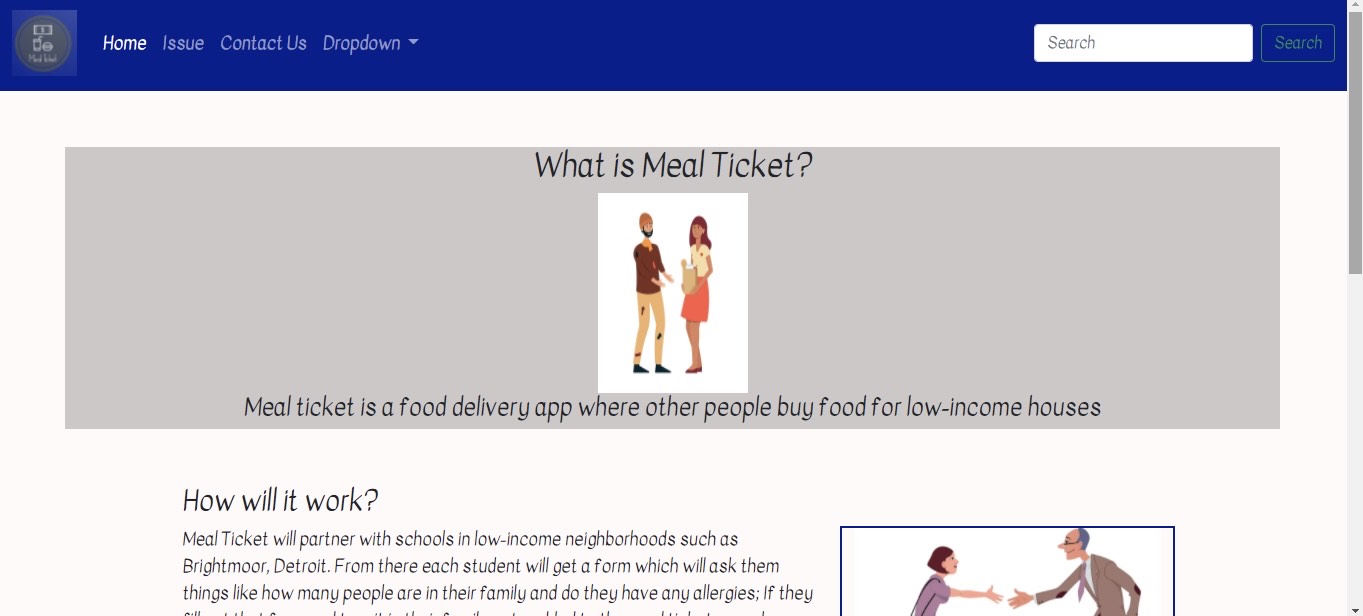 Home Issue Contact Us Dropdown Search Search
What is Meal Ticket?
Meal ticket is a food delivery app where other people buy food for low-income houses
How will it work?
Meal Ticket will partner with schools in low-income neighborhoods such as
Brightmoor, Detroit. From there each student will get a form which will ask them
things like how many people are in their family and do they have any allergies; If they